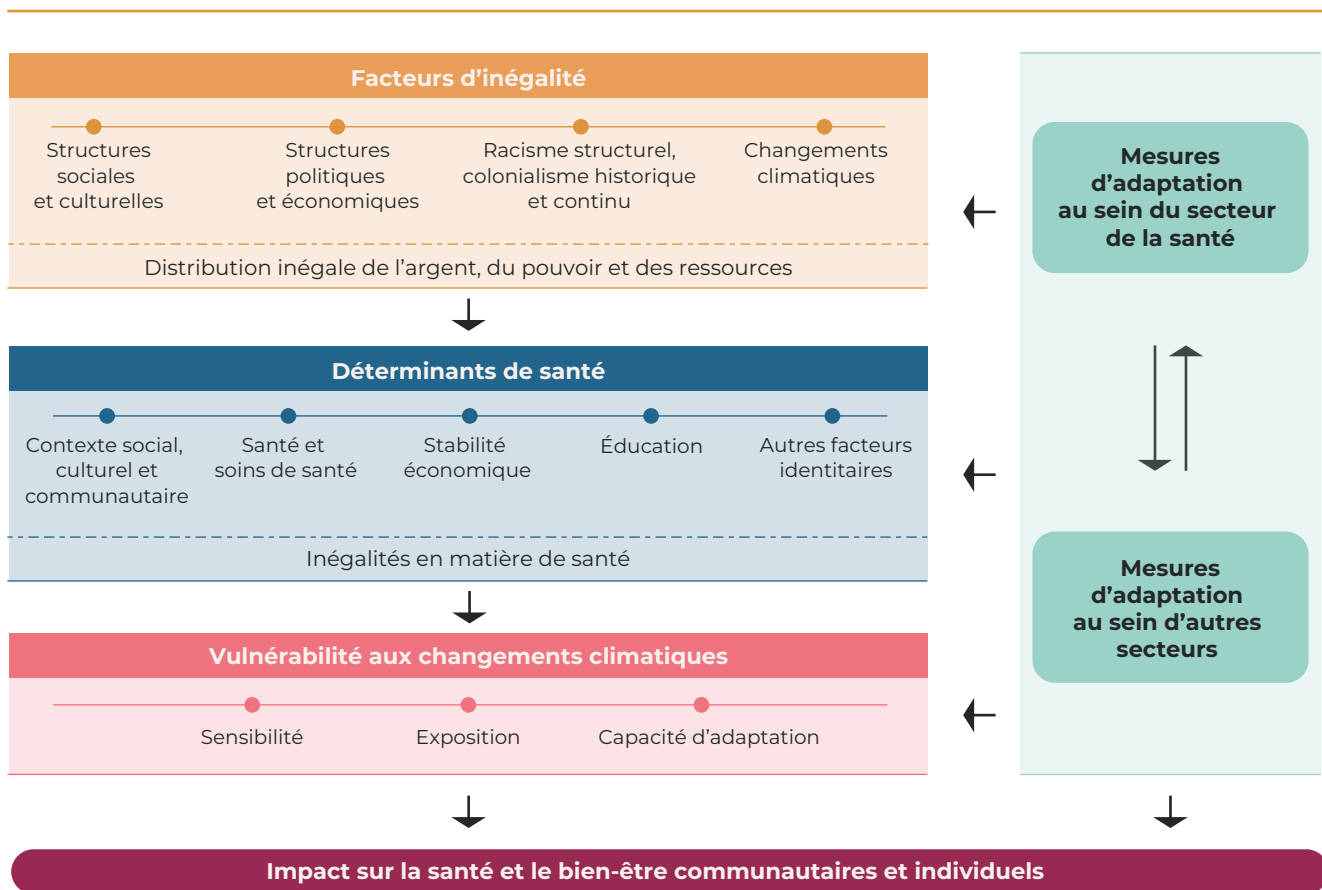 Facteurs d'inégalité
Structures
sociales
et culturelles
Structures
politiques
et économiques
Racisme structurel,
colonialisme historique
et continu
Changements
climatiques
Distribution inégale de l'argent, du pouvoir et des ressources
Déterminants de santé
Contexte social,
culturel et
communautaire
Santé et
soins de santé
Stabilité
économique
Éducation
Autres facteurs
identitaires
Inégalités en matière de santé
Vulnérabilité aux changements climatiques
Sensibilité
Exposition
Capacité d'adaptation
Mesures
d'adaptation
au sein du secteur
de la santé
Mesures
d'adaptation
au sein d'autres
secteurs
Impact sur la santé et le bien-être communautaires et individuels